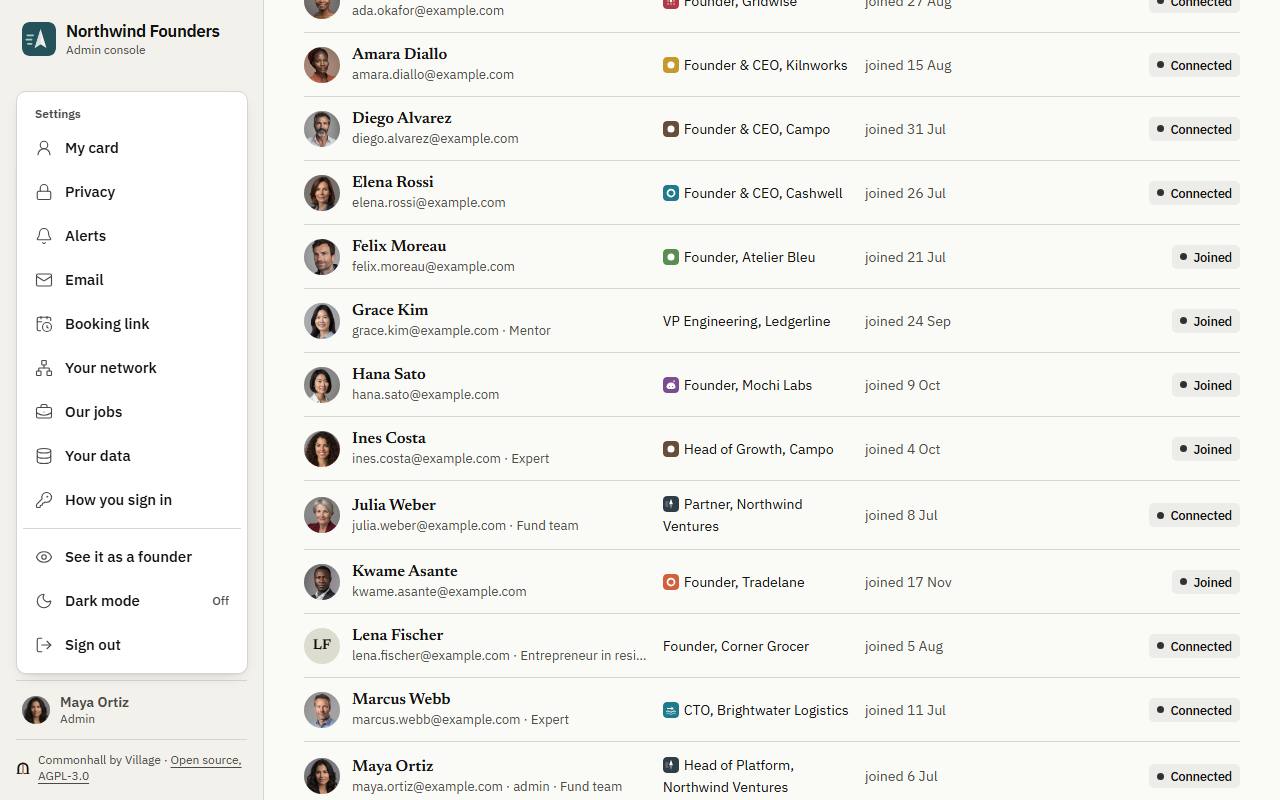 Northwind Founders
Admin console
Settings
My card
Privacy
Alerts
Email
Booking link
Your network
Our jobs
Your data
How you sign in
See it as a founder
Dark mode Off
Sign out
Maya Ortiz
Admin
Commonhall by Village · Open source,
AGPL-3.0
ada.okafor@example.com Founder, Gridwise joined 27 Aug Connected
Amara Diallo
amara.diallo@example.com
Founder & CEO, Kilnworks joined 15 Aug Connected
Diego Alvarez
diego.alvarez@example.com
Founder & CEO, Campo joined 31 Jul Connected
Elena Rossi
elena.rossi@example.com
Founder & CEO, Cashwell joined 26 Jul Connected
Felix Moreau
felix.moreau@example.com
Founder, Atelier Bleu joined 21 Jul Joined
Grace Kim
grace.kim@example.com · Mentor
VP Engineering, Ledgerline joined 24 Sep Joined
Hana Sato
hana.sato@example.com
Founder, Mochi Labs joined 9 Oct Joined
Ines Costa
ines.costa@example.com · Expert
Head of Growth, Campo joined 4 Oct Joined
Julia Weber
julia.weber@example.com · Fund team
Partner, Northwind
Ventures
joined 8 Jul Connected
Kwame Asante
kwame.asante@example.com
Founder, Tradelane joined 17 Nov Joined
LF
Lena Fischer
lena.fischer@example.com · Entrepreneur in resi...
Founder, Corner Grocer joined 5 Aug Connected
Marcus Webb
marcus.webb@example.com · Expert
CTO, Brightwater Logistics joined 11 Jul Connected
Maya Ortiz
maya.ortiz@example.com · admin · Fund team
Head of Platform,
Northwind Ventures
joined 6 Jul Connected